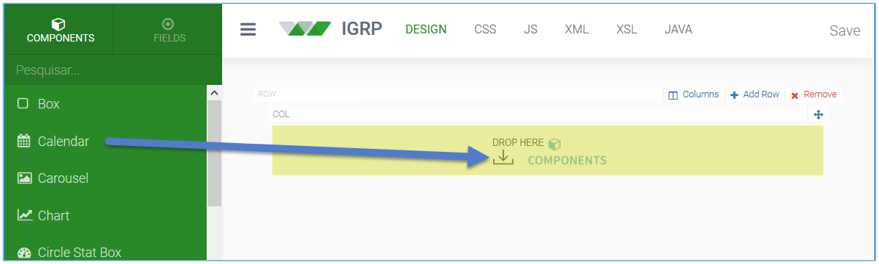 COMPONENTS
FIELDS
Pesquisar...
Box
Calendar
Carousel
Chart
Circle Stat Box
IGRP
DESIGN
CSS
JS
XML
XSL
JAVA
Save
ROW
Columns
Add Row
Remove
COL
DROP HERE
COMPONENTS